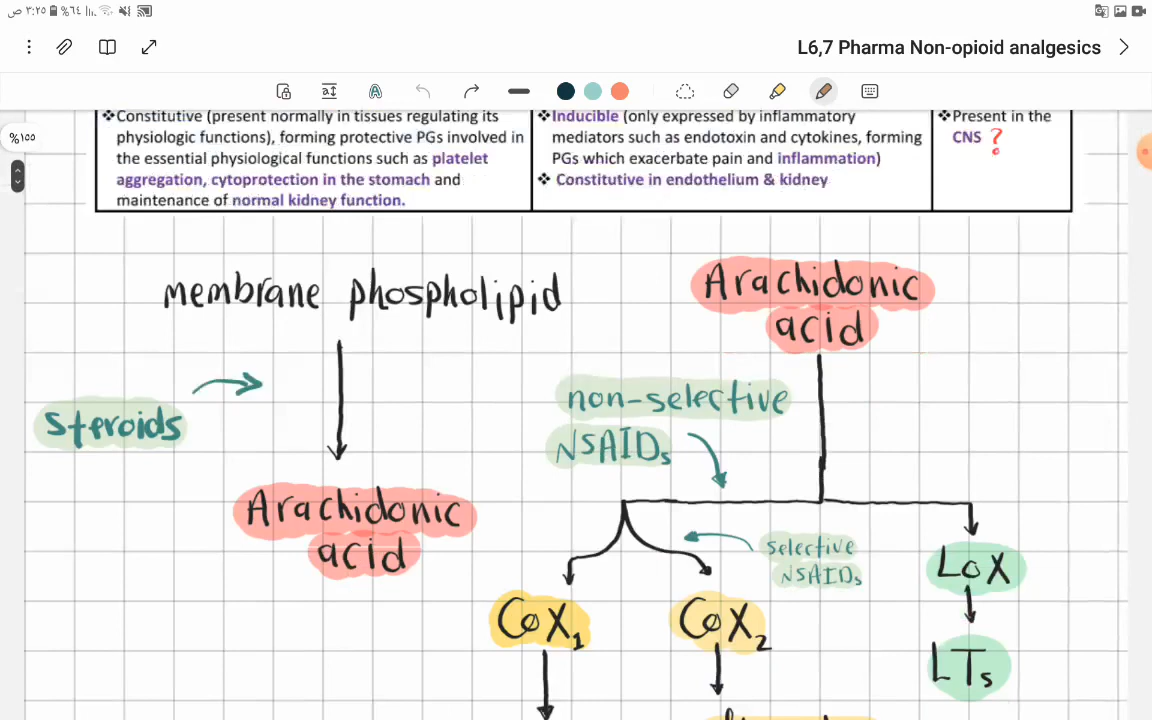 ٣:٢٥ ص
%٦٤
L6,7 Pharma Non-opioid analgesics
%١٥٥
❖Constitutive (present normally in tissues regulating its
physiologic functions), forming protective PGs involved in
the essential physiological functions such as platelet
aggregation, cytoprotection in the stomach and
maintenance of normal kidney function.
❖Inducible (only expressed by inflammatory
mediators such as endotoxin and cytokines, forming
PGs which exacerbate pain and inflammation)
❖ Constitutive in endothelium & kidney
❖Present in the
CNS ?
membrane phospholipid
Steroids
Arachidonic
acid
Arachidonic
acid
non-selective
NSAIDs
selective
NSAIDs
COX1
COX2
LOX
LTs